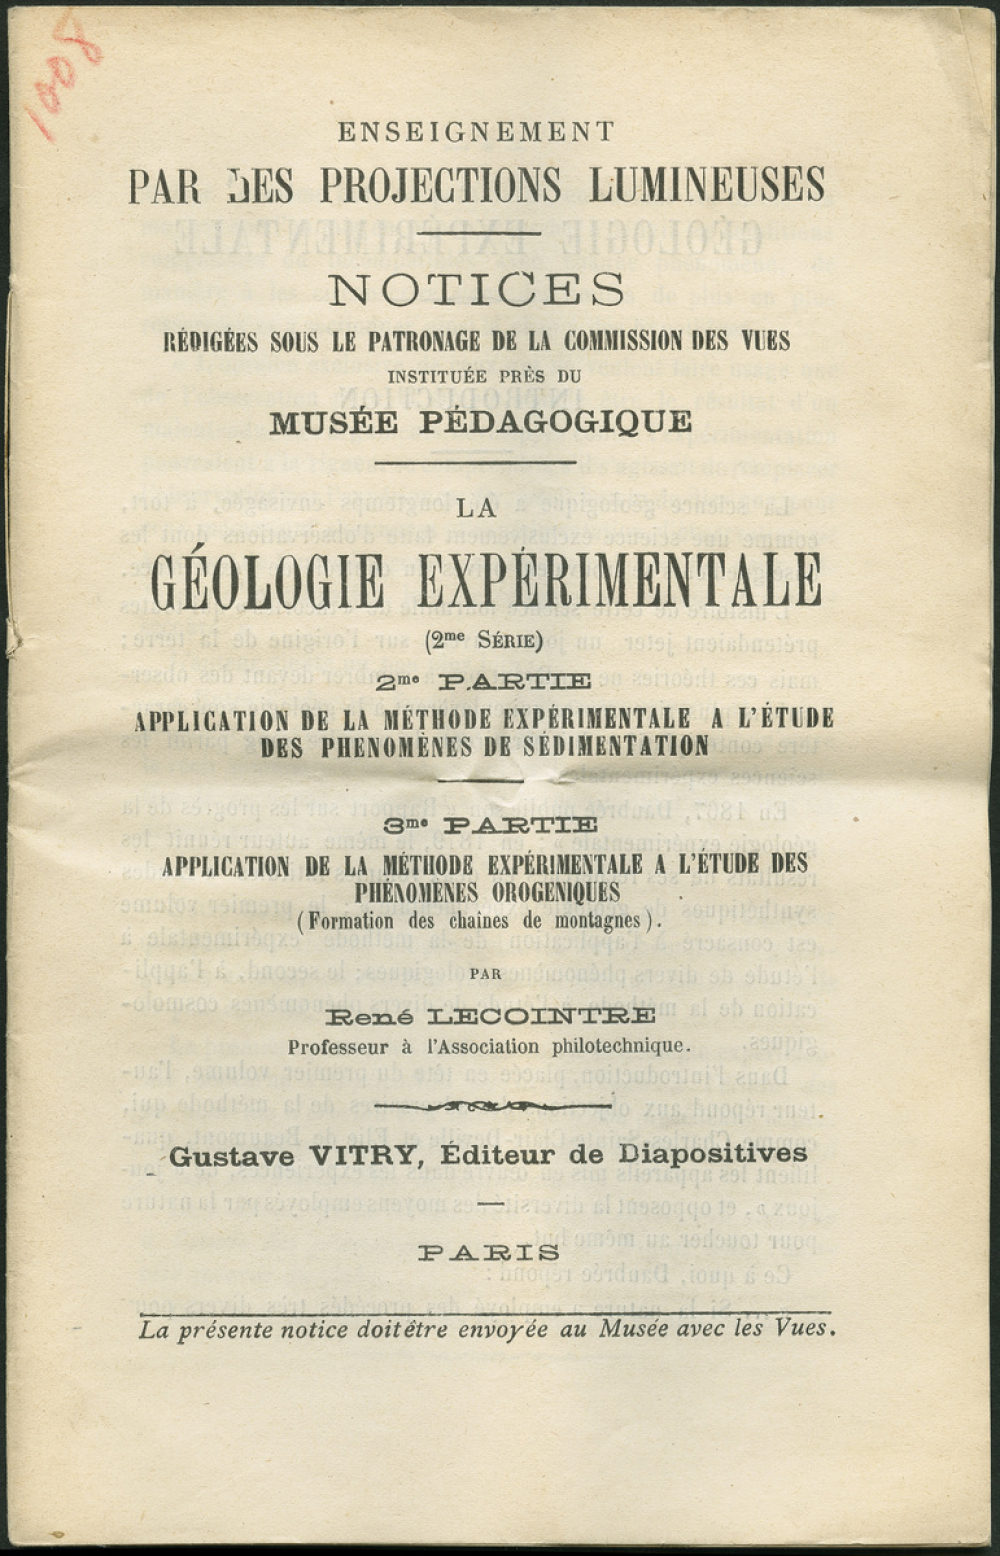 1008
ENSEIGNEMENT
PAR LES PROJECTIONS LUMINEUSES
NOTICES
RÉDIGÉES SOUS LE PATRONAGE DE LA COMMISSION DES VUES
INSTITUÉE PRÈS DU
MUSÉE PÉDAGOGIQUE
LA
GÉOLOGIE EXPÉRIMENTALE
(2me SÉRIE)
2me PARTIE
APPLICATION DE LA MÉTHODE EXPÉRIMENTALE A L'ÉTUDE
DES PHENOMÈNES DE SÉDIMENTATION
3me PARTIE
APPLICATION DE LA MÉTHODE EXPÉRIMENTALE A L'ÉTUDE DES
PHÉNOMÈNES OROGENIQUES
(Formation des chaînes de montagnes).
PAR
René LECOINTRE
Professeur à l'Association philotechnique.
Gustave VITRY, Éditeur de Diapositives
PARIS
La présente notice doit être envoyée au Musée avec les Vues.